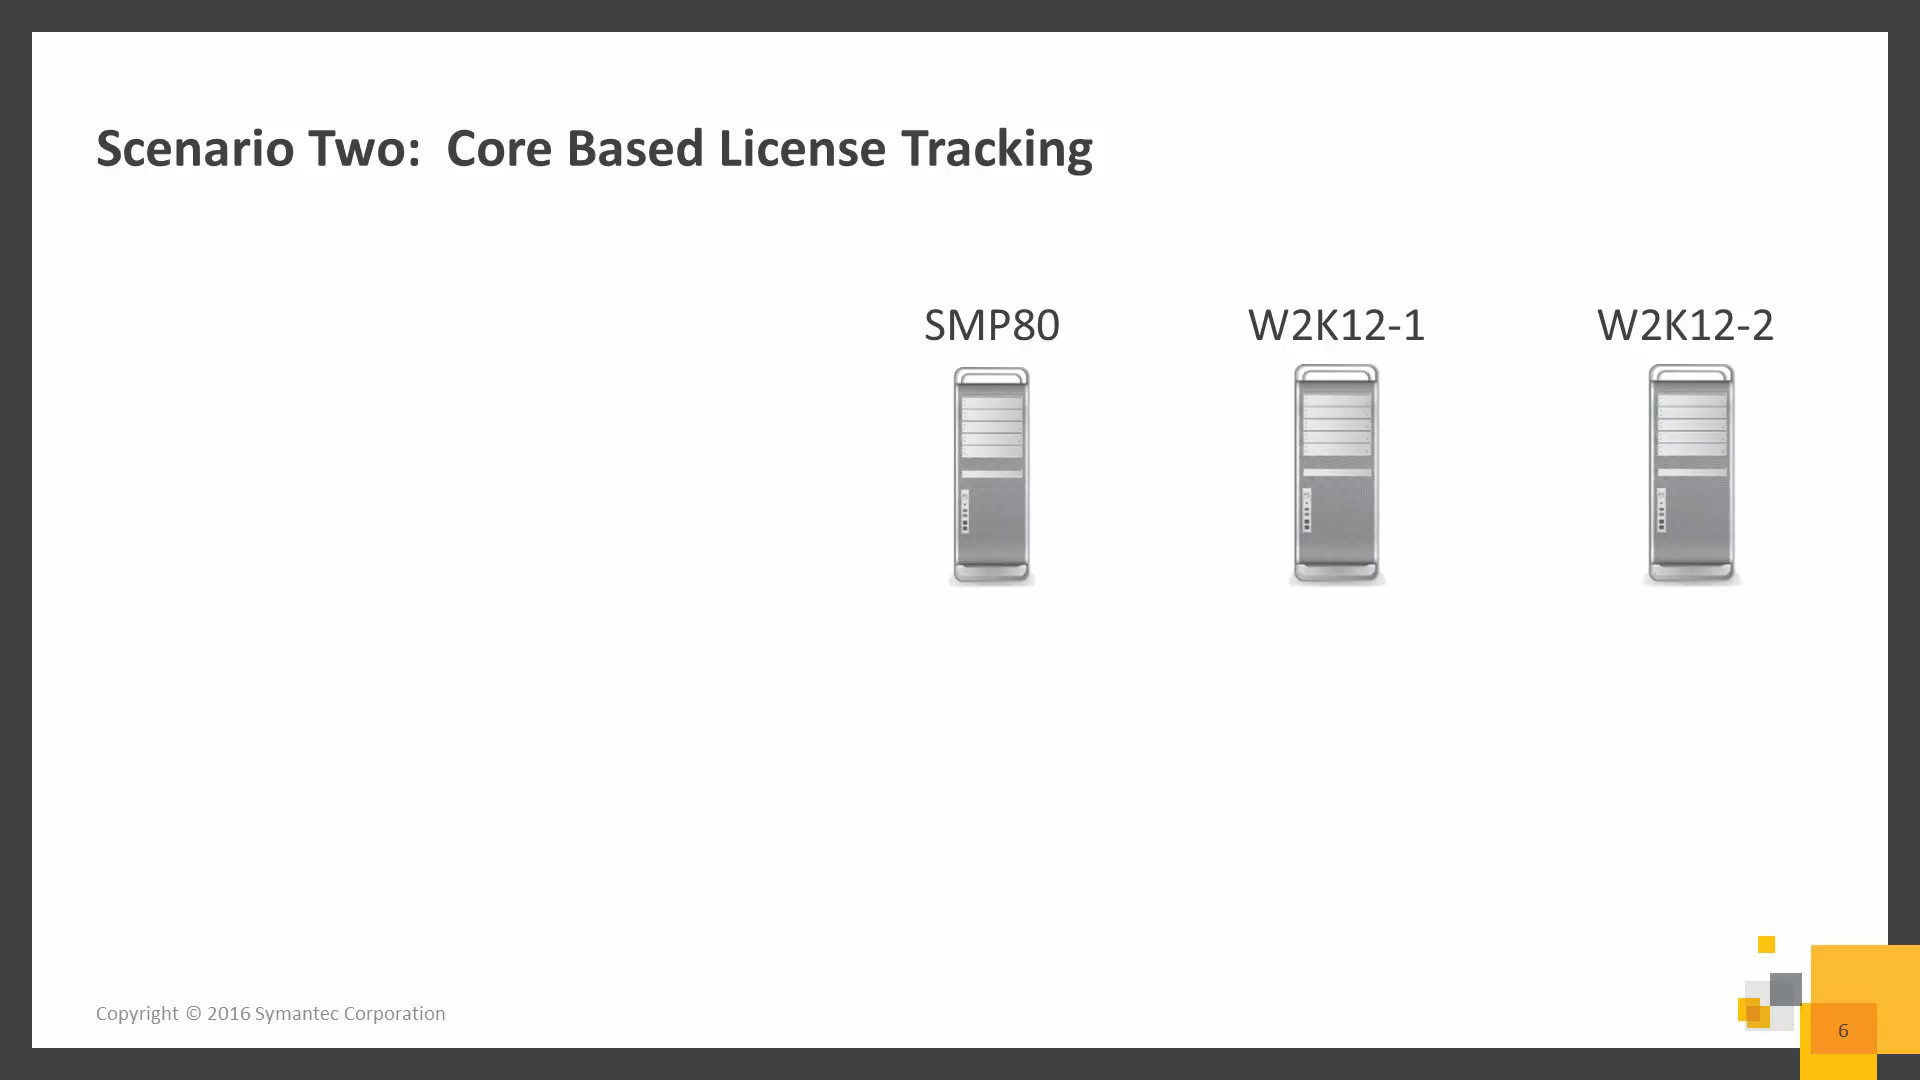 Scenario Two:  Core Based License Tracking
SMP80
W2K12-1
W2K12-2
Copyright © 2016 Symantec Corporation
6